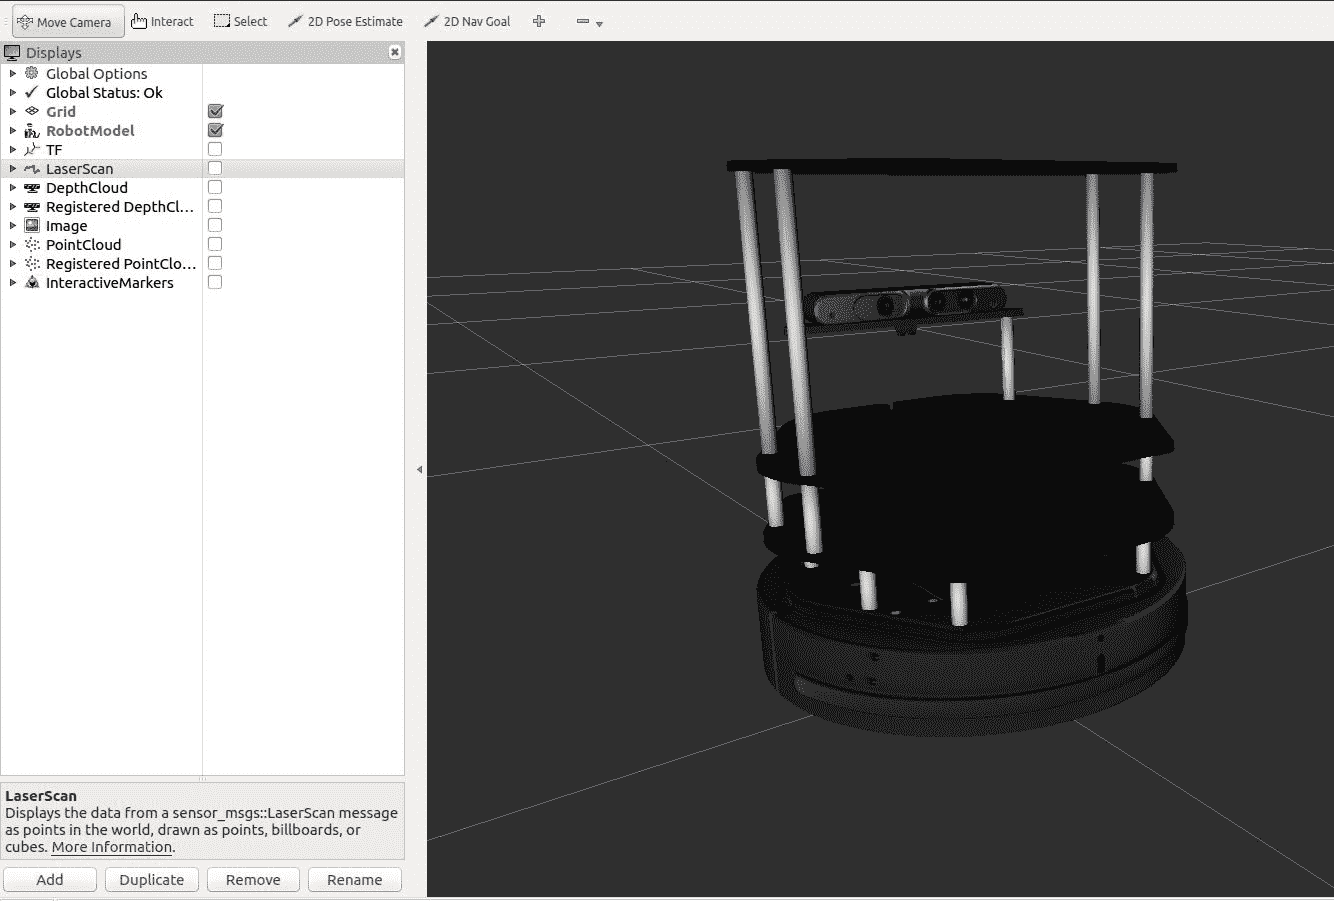 Move Camera Interact Select 2D Pose Estimate 2D Nav Goal
Displays
Global Options
Global Status: Ok
Grid
RobotModel
TF
LaserScan
DepthCloud
Registered DepthCl...
Image
PointCloud
Registered PointClo...
InteractiveMarkers
LaserScan
Displays the data from a sensor_msgs::LaserScan message
as points in the world, drawn as points, billboards, or
cubes. More Information.
Add Duplicate Remove Rename